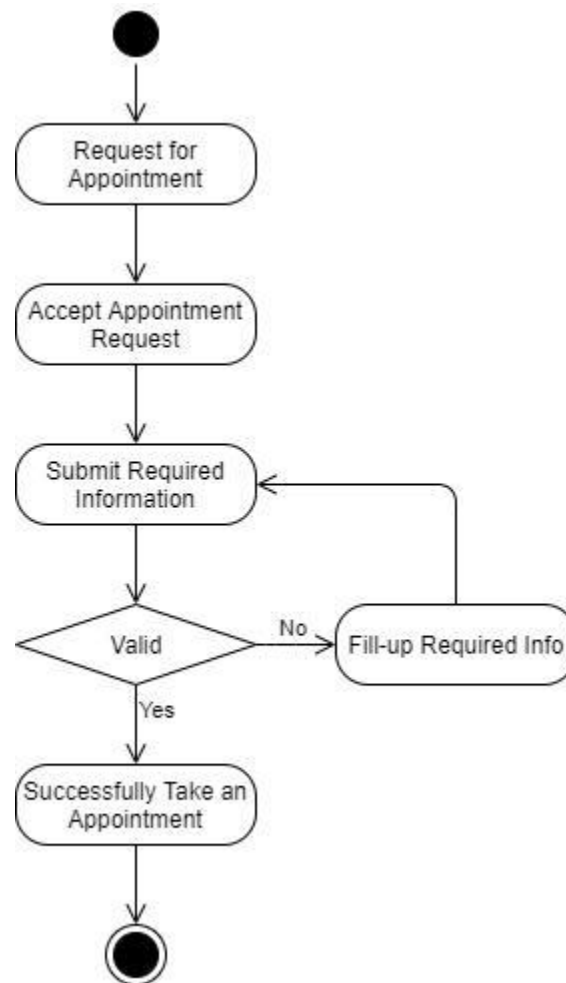 Request for
Appointment
Accept Appointment
Request
Submit Required
Information
Valid
No
Fill-up Required Info
Yes
Successfully Take an
Appointment